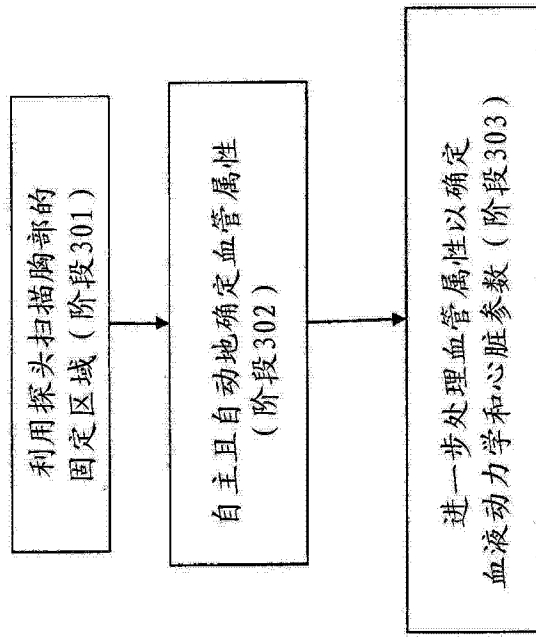 利用探头扫描胸部的
固定区域(阶段301)
自主且自动地确定血管属性
(阶段302)
进一步处理血管属性以确定
血液动力学和心脏参数(阶段303)